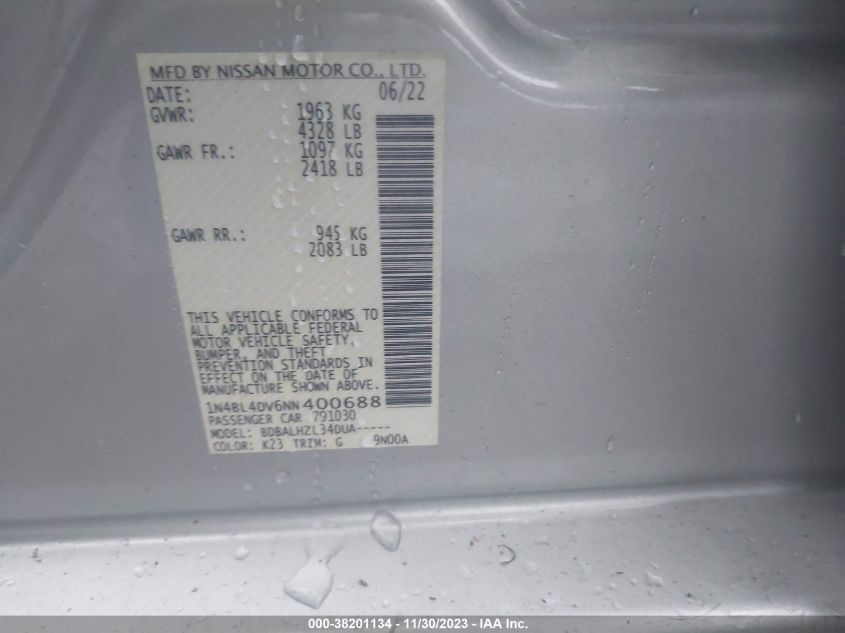 MFD BY NISSAN MOTOR CO., LTD.
DATE: 06/22
GVWR: 1963 KG
4328 LB
GAWR FR.: 1097 KG
2418 LB
GAWR RR.: 945 KG
2083 LB
THIS VEHICLE CONFORMS TO
ALL APPLICABLE FEDERAL
MOTOR VEHICLE SAFETY,
BUMPER, AND THEFT
PREVENTION STANDARDS IN
EFFECT ON THE DATE OF
MANUFACTURE SHOWN ABOVE.
1N4BL4DV6NN400688
PASSENGER CAR 791030
MODEL: BDBALHZL34DUA-----
COLOR: K23 TRIM: G 9N00A
000-38201134 - 11/30/2023 - IAA Inc.